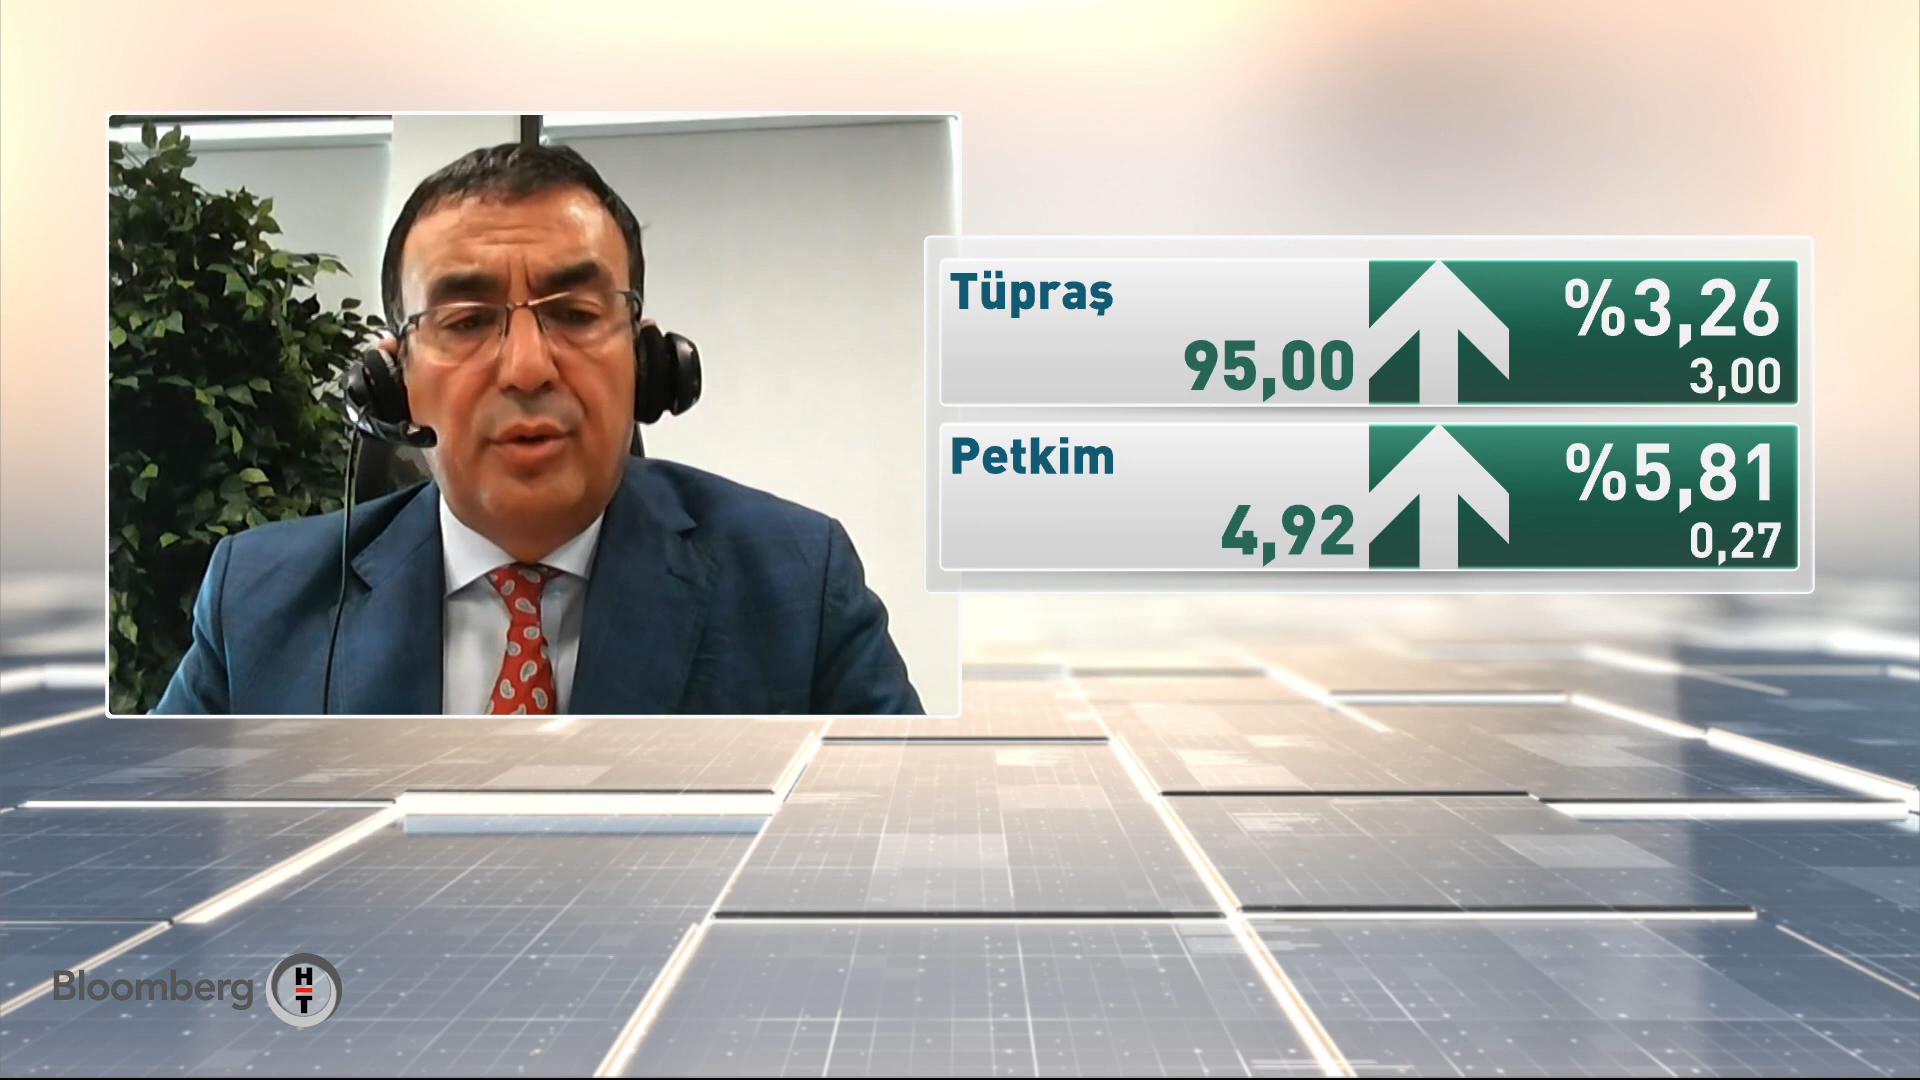 Tüpraş
95,00
%3,26
3,00
Petkim
4,92
%5,81
0,27
Bloomberg HT